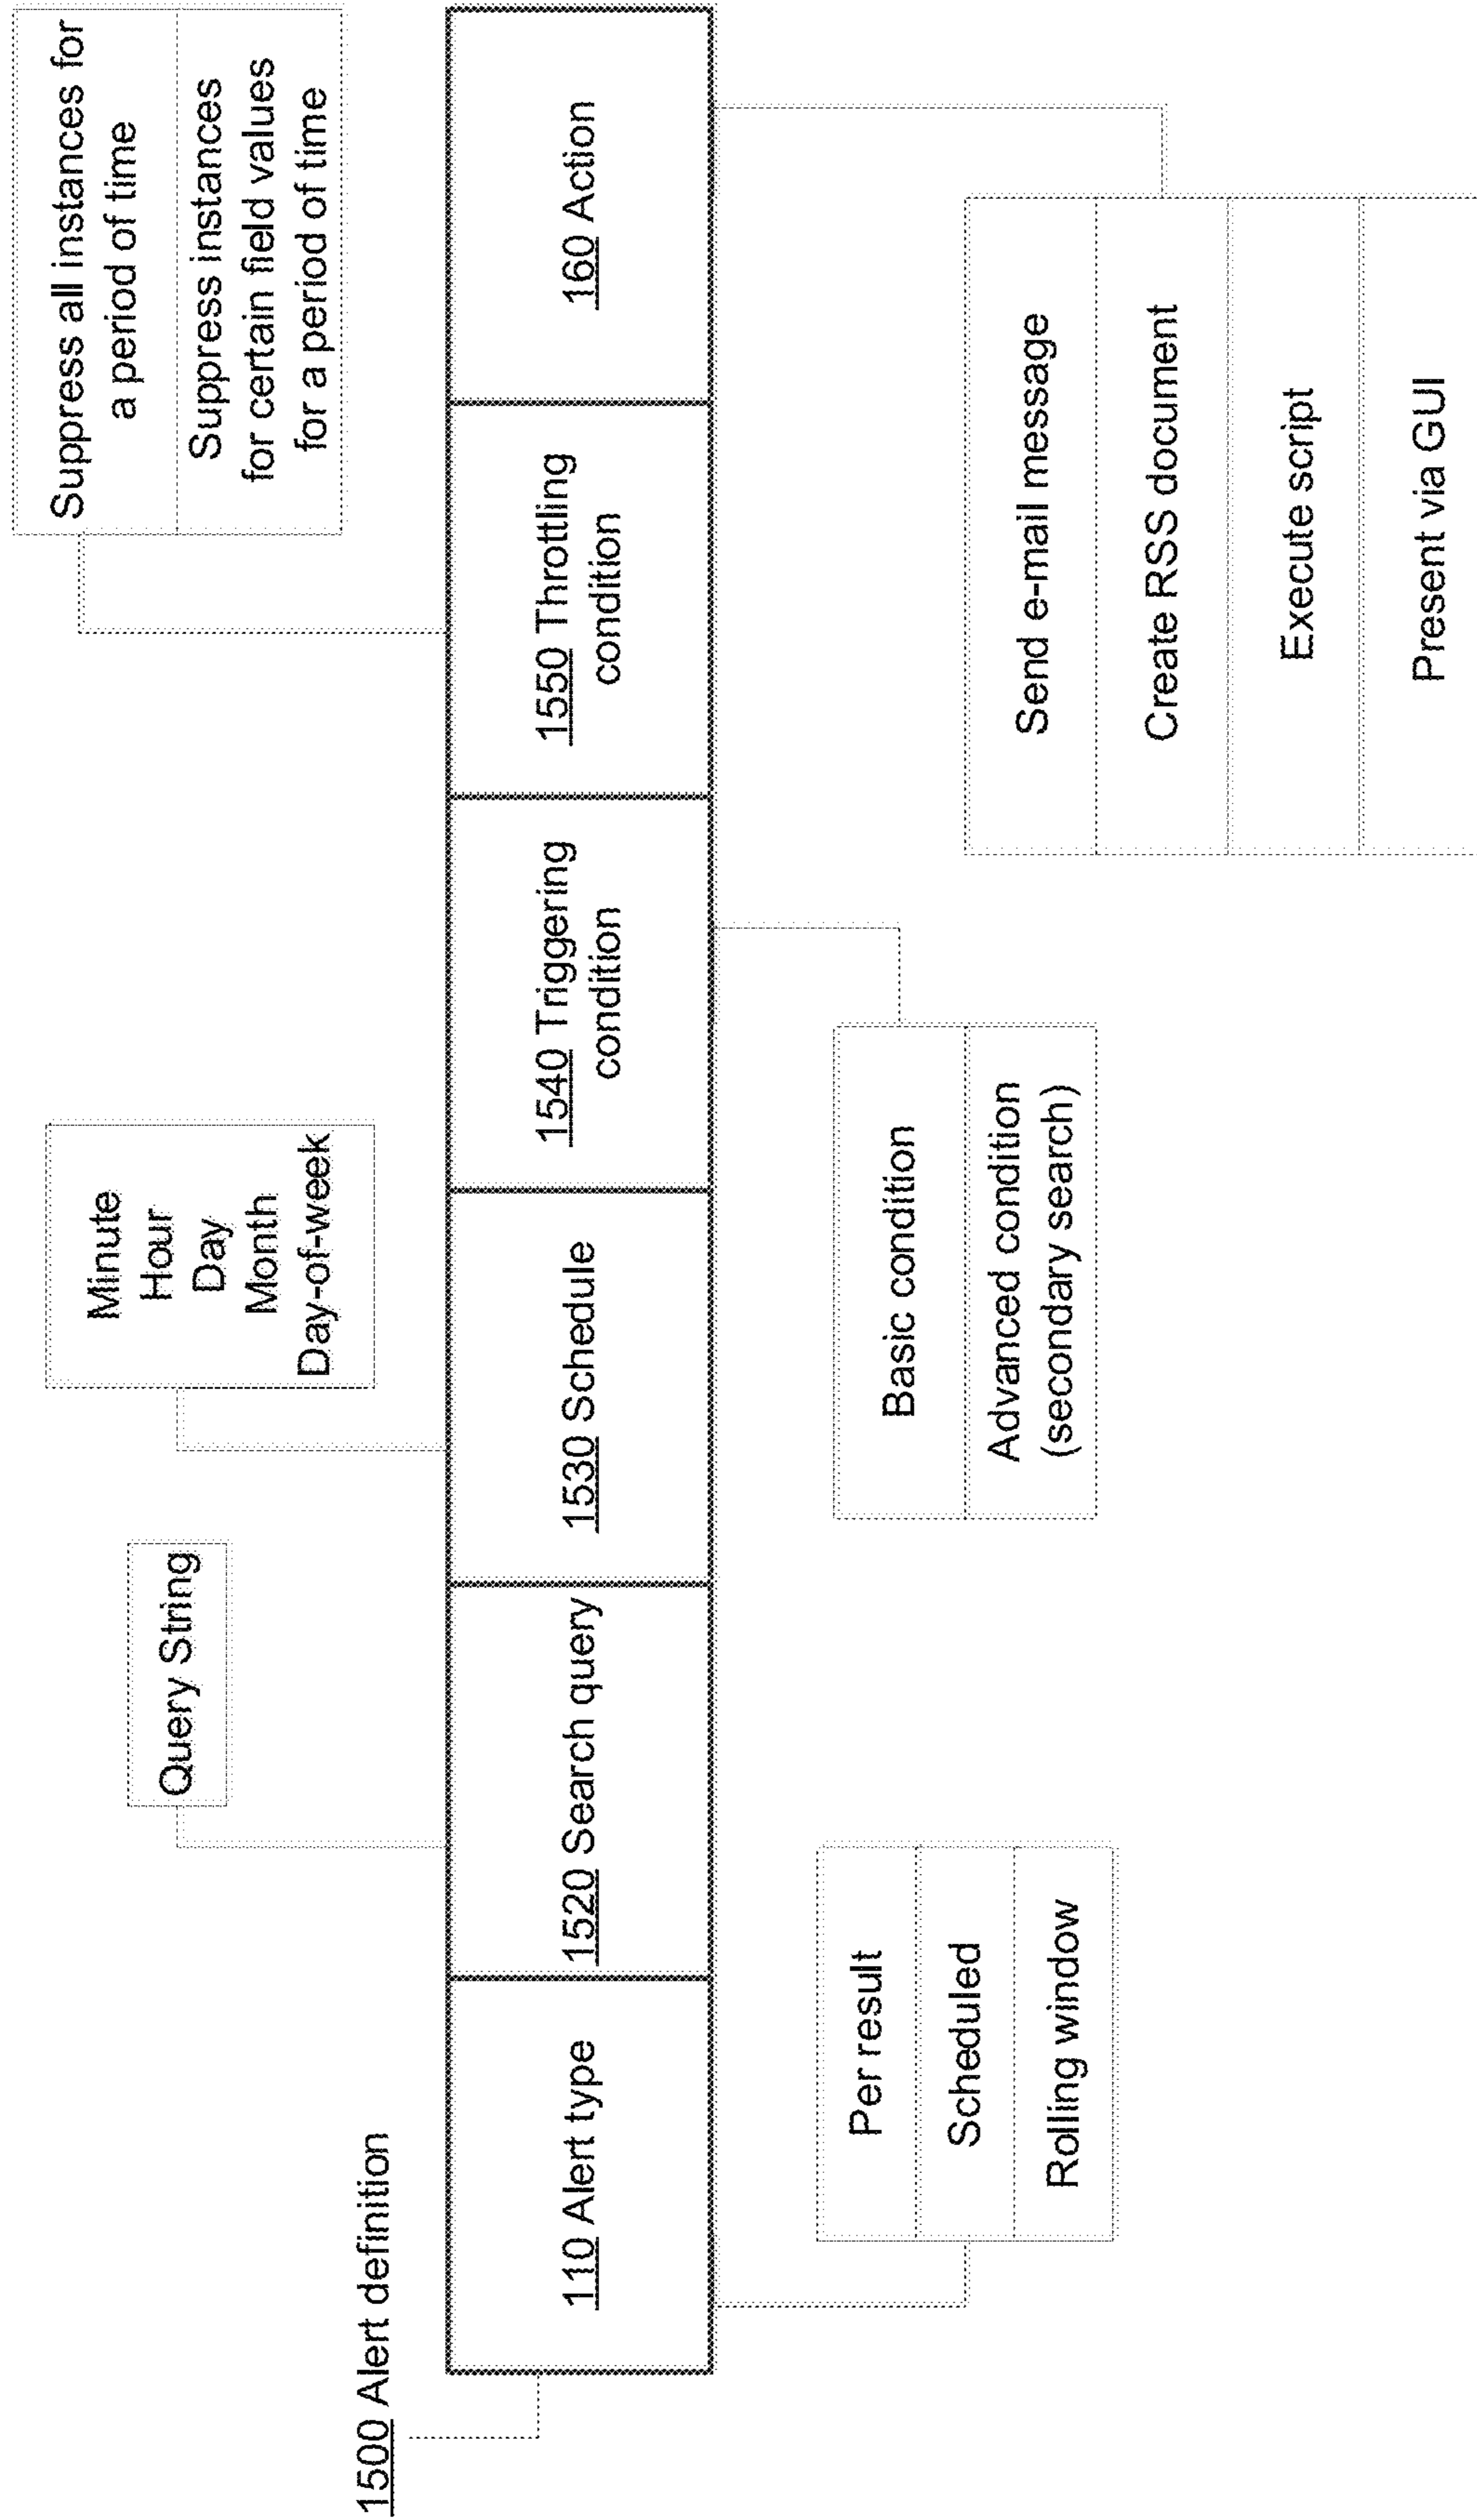 1500 Alert definition
110 Alert type
1520 Search query
1530 Schedule
1540 Triggering
condition
1550 Throttling
condition
160 Action
Query String
Minute
Hour
Day
Month
Day-of-week
Suppress all instances for
a period of time
Suppress instances
for certain field values
for a period of time
Per result
Scheduled
Rolling window
Basic condition
Advanced condition
(secondary search)
Send e-mail message
Create RSS document
Execute script
Present via GUI